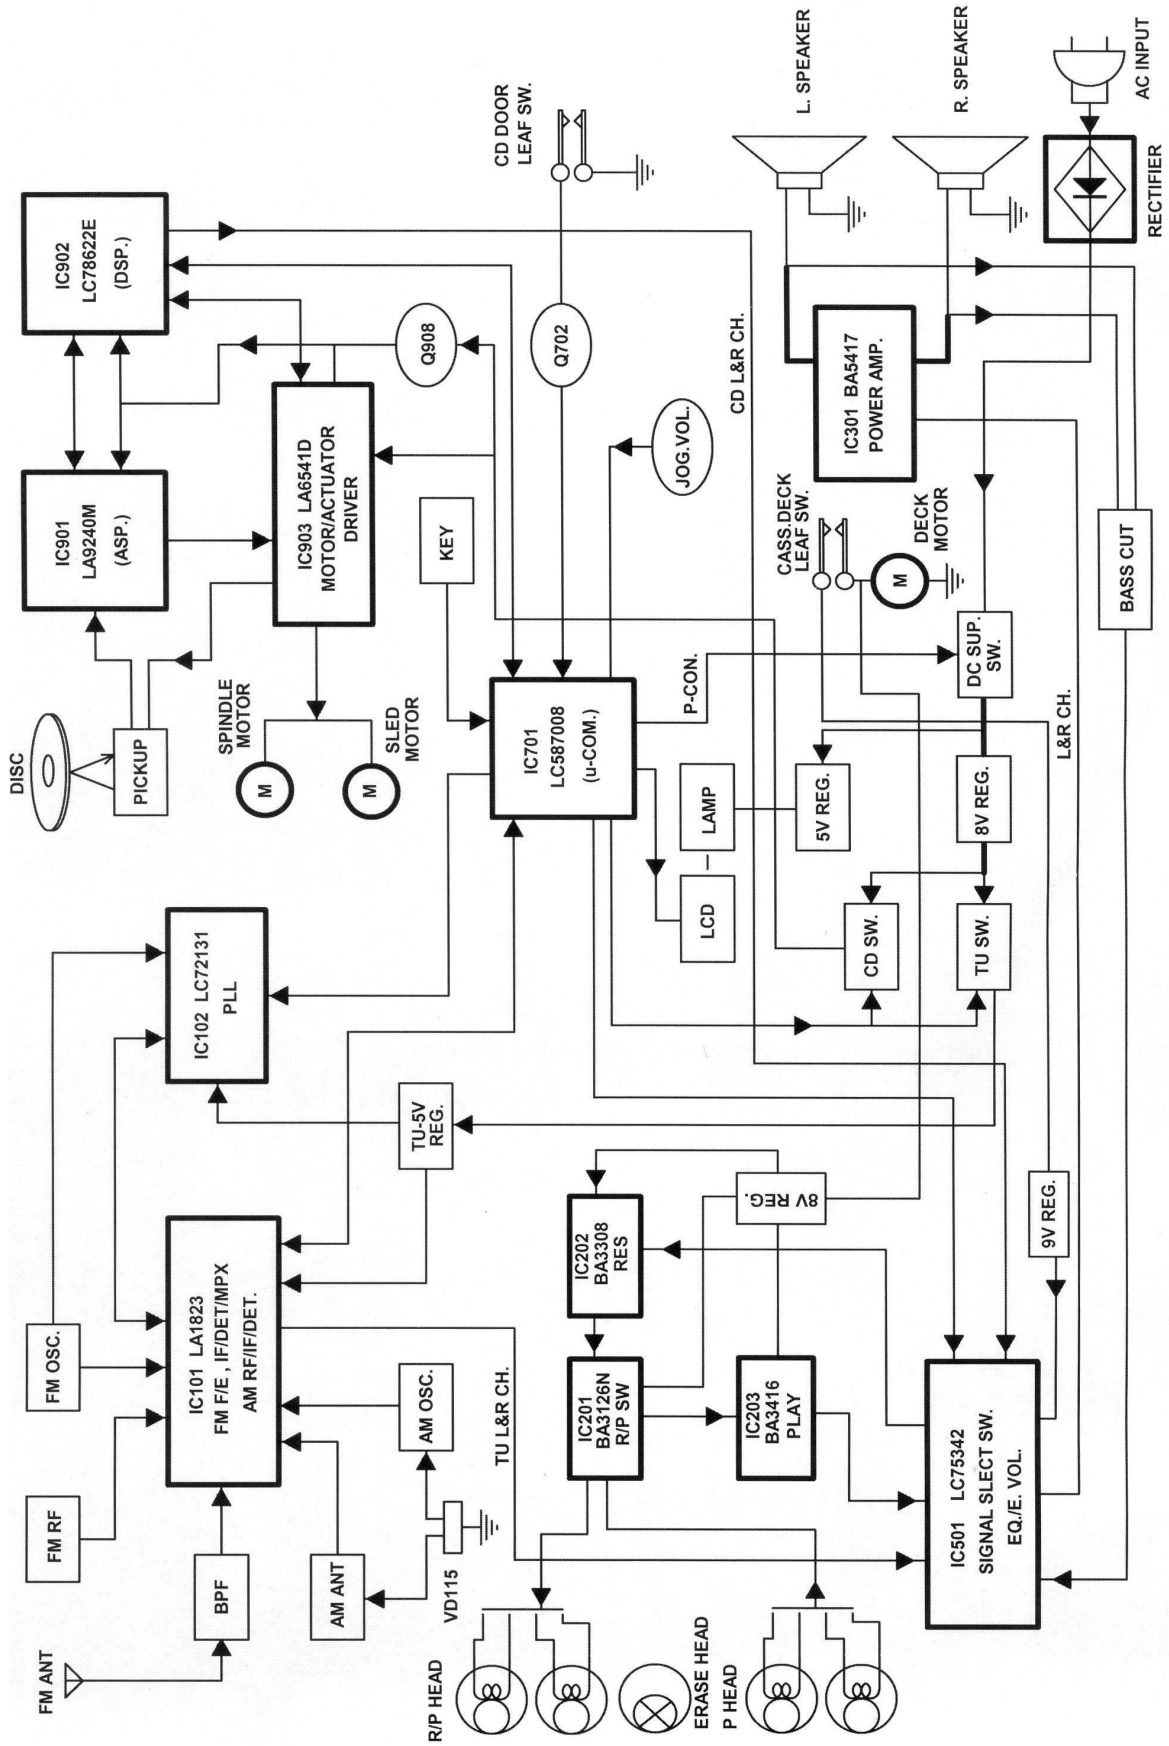 FM ANT
FM RF
FM OSC.
BPF
IC101 LA1823
FM F/E , IF/DET/MPX
AM RF/IF/DET.
IC102 LC72131
PLL
AM ANT
AM OSC.
VD115
TU-5V
REG.
TU L&R CH.
DISC
PICKUP
IC901
LA9240M
(ASP.)
IC902
LC78622E
(DSP.)
SPINDLE
MOTOR
M
SLED
MOTOR
M
IC903 LA6541D
MOTOR/ACTUATOR
DRIVER
Q908
KEY
CD DOOR
LEAF SW.
Q702
IC701
LC587008
(u-COM.)
JOG.VOL.
CD L&R CH.
P-CON.
LCD
LAMP
5V REG.
CD SW.
TU SW.
8V REG.
DC SUP.
SW.
CASS.DECK
LEAF SW.
M
DECK
MOTOR
IC301 BA5417
POWER AMP.
L. SPEAKER
R. SPEAKER
AC INPUT
RECTIFIER
BASS CUT
L&R CH.
R/P HEAD
ERASE HEAD
P HEAD
IC201
BA3126N
R/P SW
IC202
BA3308
RES
IC203
BA3416
PLAY
8V REG.
9V REG.
IC501 LC75342
SIGNAL SLECT SW.
EQ./E. VOL.